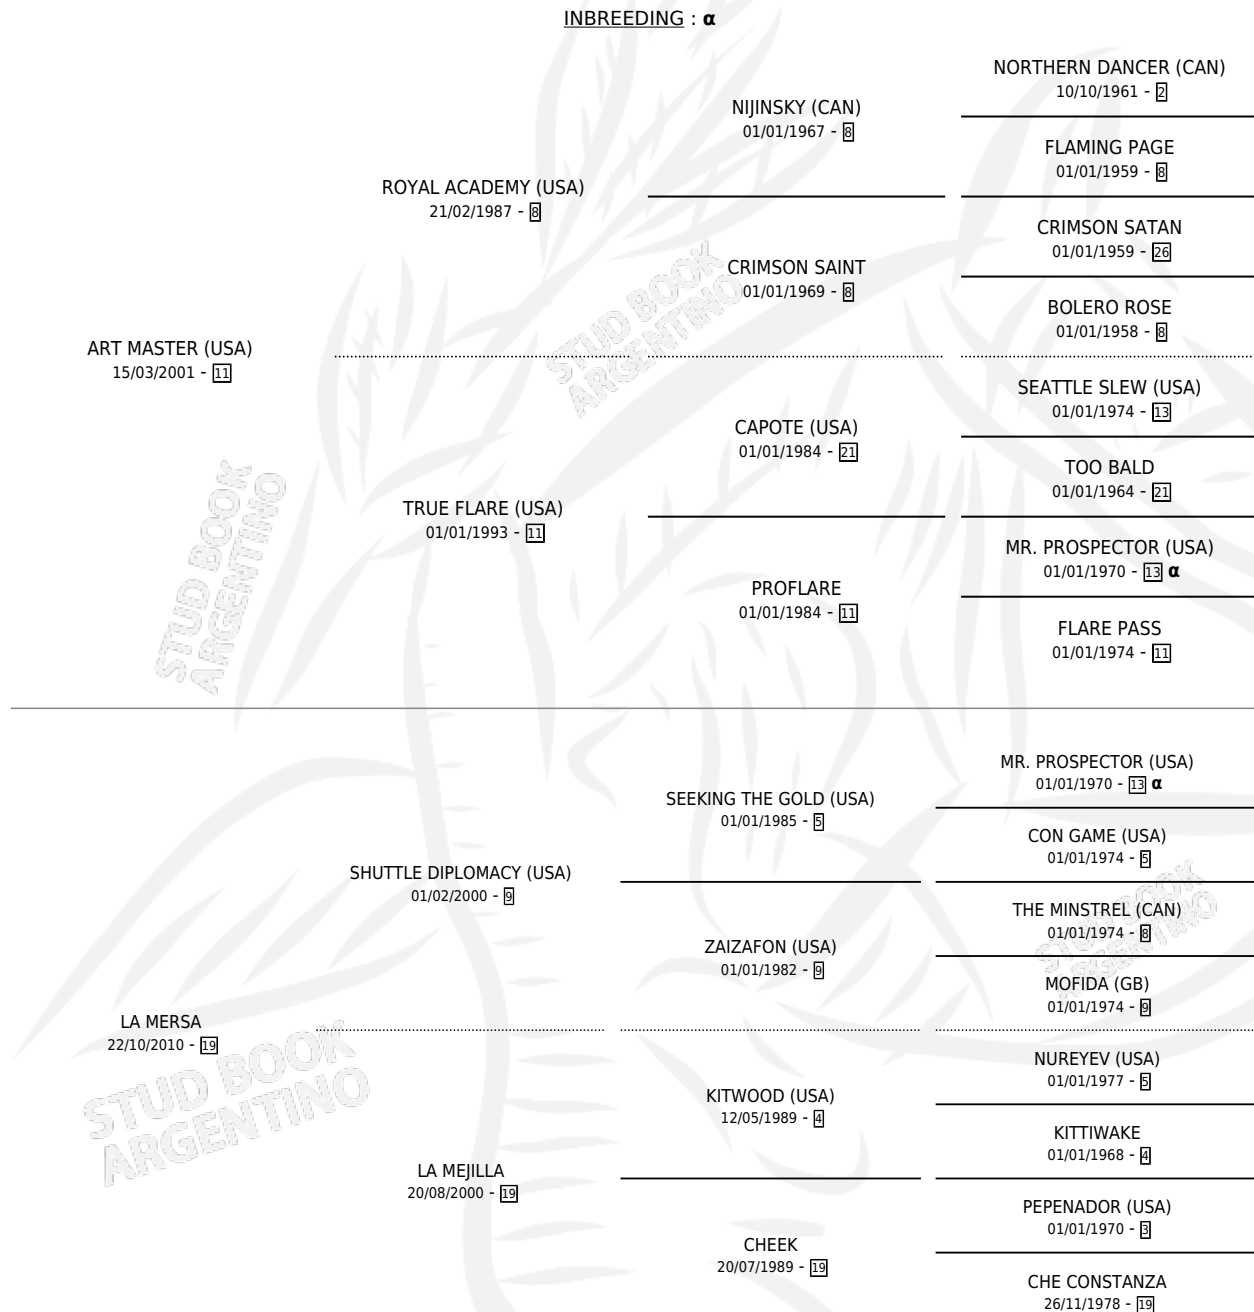 INBREEDING : α
NORTHERN DANCER (CAN)
10/10/1961 - 2
NIJINSKY (CAN)
01/01/1967 - 8
FLAMING PAGE
01/01/1959 - 8
ROYAL ACADEMY (USA)
21/02/1987 - 8
CRIMSON SATAN
01/01/1959 - 26
CRIMSON SAINT
01/01/1969 - 8
BOLERO ROSE
01/01/1958 - 8
ART MASTER (USA)
15/03/2001 - 11
SEATTLE SLEW (USA)
01/01/1974 - 13
CAPOTE (USA)
01/01/1984 - 21
TOO BALD
01/01/1964 - 21
TRUE FLARE (USA)
01/01/1993 - 11
MR. PROSPECTOR (USA)
01/01/1970 - 13 α
PROFLARE
01/01/1984 - 11
FLARE PASS
01/01/1974 - 11
MR. PROSPECTOR (USA)
01/01/1970 - 13 α
SEEKING THE GOLD (USA)
01/01/1985 - 5
CON GAME (USA)
01/01/1974 - 5
SHUTTLE DIPLOMACY (USA)
01/02/2000 - 9
THE MINSTREL (CAN)
01/01/1974 - 8
ZAIZAFON (USA)
01/01/1982 - 9
MOFIDA (GB)
01/01/1974 - 9
LA MERSA
22/10/2010 - 19
NUREYEV (USA)
01/01/1977 - 5
KITWOOD (USA)
12/05/1989 - 4
KITTIWAKE
01/01/1968 - 4
LA MEJILLA
20/08/2000 - 19
PEPENADOR (USA)
01/01/1970 - 3
CHEEK
20/07/1989 - 19
CHE CONSTANZA
26/11/1978 - 19
STUD BOOK
ARGENTINO
STUD BOOK
ARGENTINO
STUD BOOK
ARGENTINO
STUD BOOK
ARGENTINO